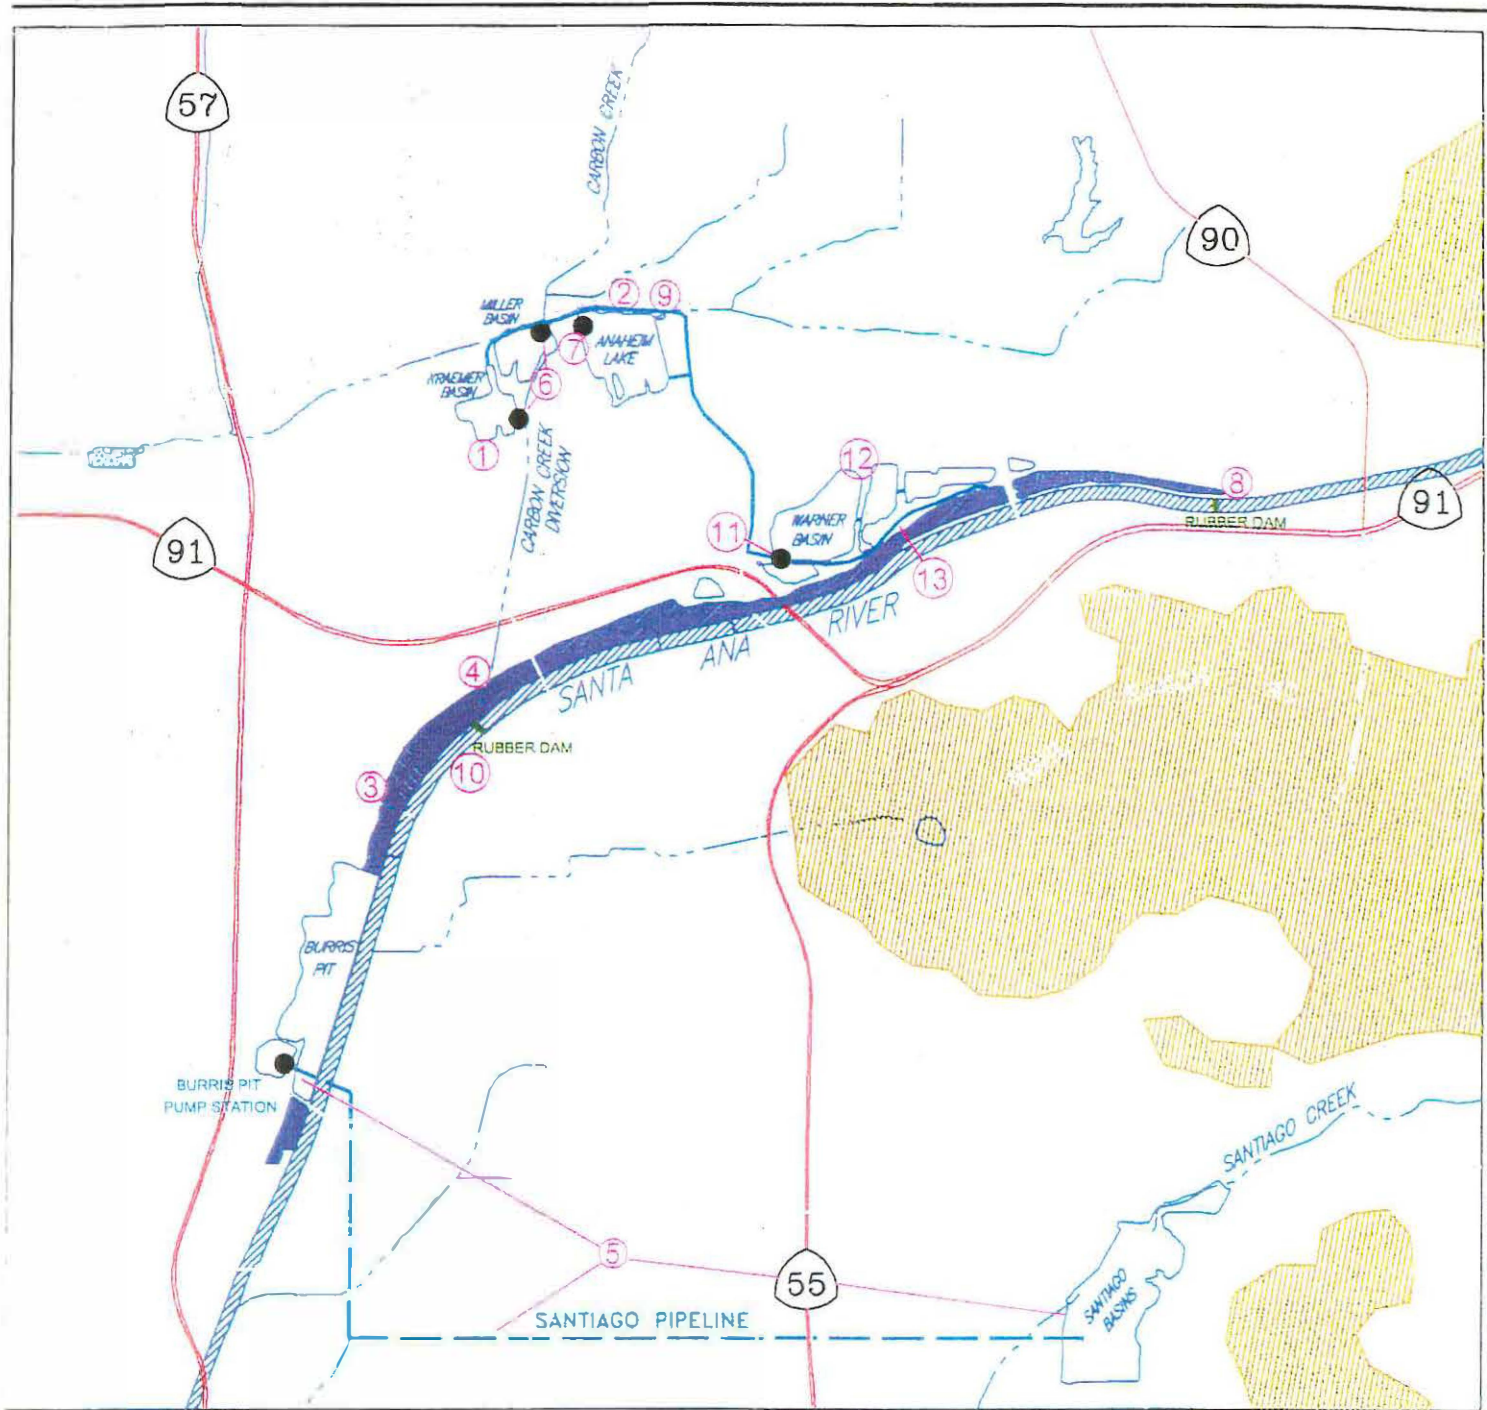 57
CARBON CREEK
90
2
9
MILLER
BASIN
7
ANAHEIM
LAKE
KRAEMER
BASIN
6
1
CARBON CREEK
DIVERSION
12
8
91
RUBBER DAM
WARNER
BASIN
11
91
13
SANTA ANA RIVER
4
RUBBER DAM
10
3
BURRIS
PIT
BURRIS PIT
PUMP STATION
SANTIAGO CREEK
5
55
SANTIAGO
BASINS
SANTIAGO PIPELINE